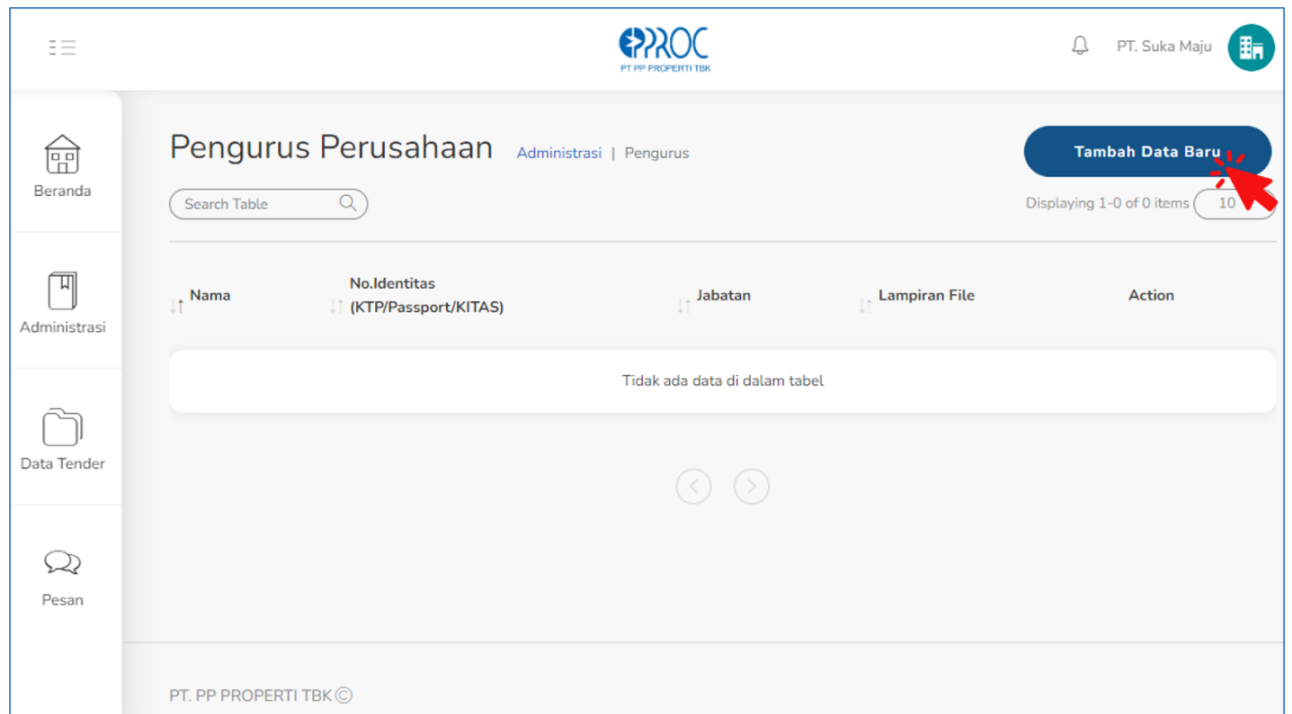 EPROC
PT PP PROPERTI TBK
PT. Suka Maju
Beranda
Administrasi
Data Tender
Pesan
Pengurus Perusahaan
Administrasi | Pengurus
Tambah Data Baru
Search Table
Displaying 1-0 of 0 items
10
Nama
No.Identitas
(KTP/Passport/KITAS)
Jabatan
Lampiran File
Action
Tidak ada data di dalam tabel
PT. PP PROPERTI TBK©